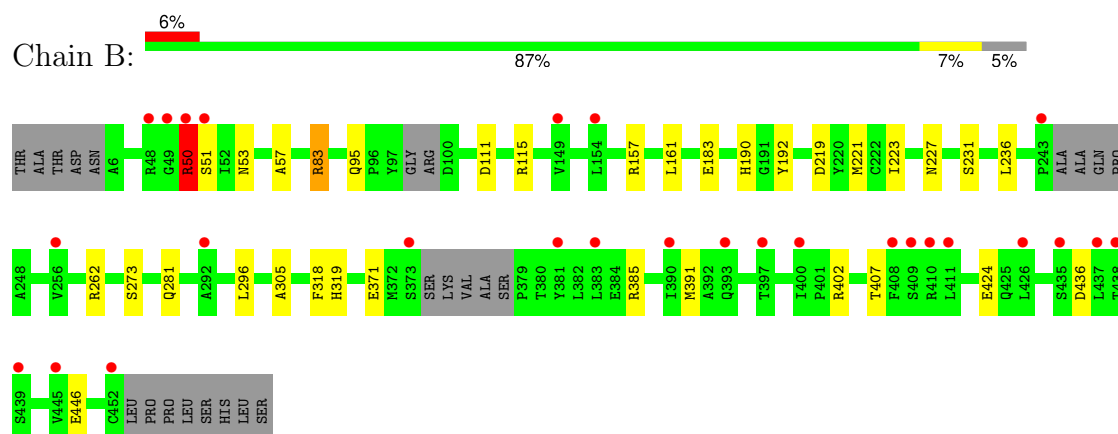 6%
Chain B:
87% 7% 5%
THR ALA THR ASP ASN A6 R48 G49 R50 S51 I52 N53 A57 R83 Q95 P96 Y97 GLY ARG D100 D111 R115 V149 L154 R157 L161 E183 H190 G191 Y192 D219 Y220 M221 C222 I223 N227 S231 L236 P243 ALA ALA GLN PRO
A248 V256 R262 S273 Q281 A292 L296 A305 F318 H319 E371 M372 S373 SER LYS VAL ALA SER P379 T380 Y381 L382 L383 E384 R385 I390 M391 A392 Q393 T397 I400 P401 R402 T407 F408 S409 R410 L411 E424 Q425 L426 S435 D436 L437 T438
S439 V445 E446 C452 LEU PRO PRO LEU SER HIS LEU SER